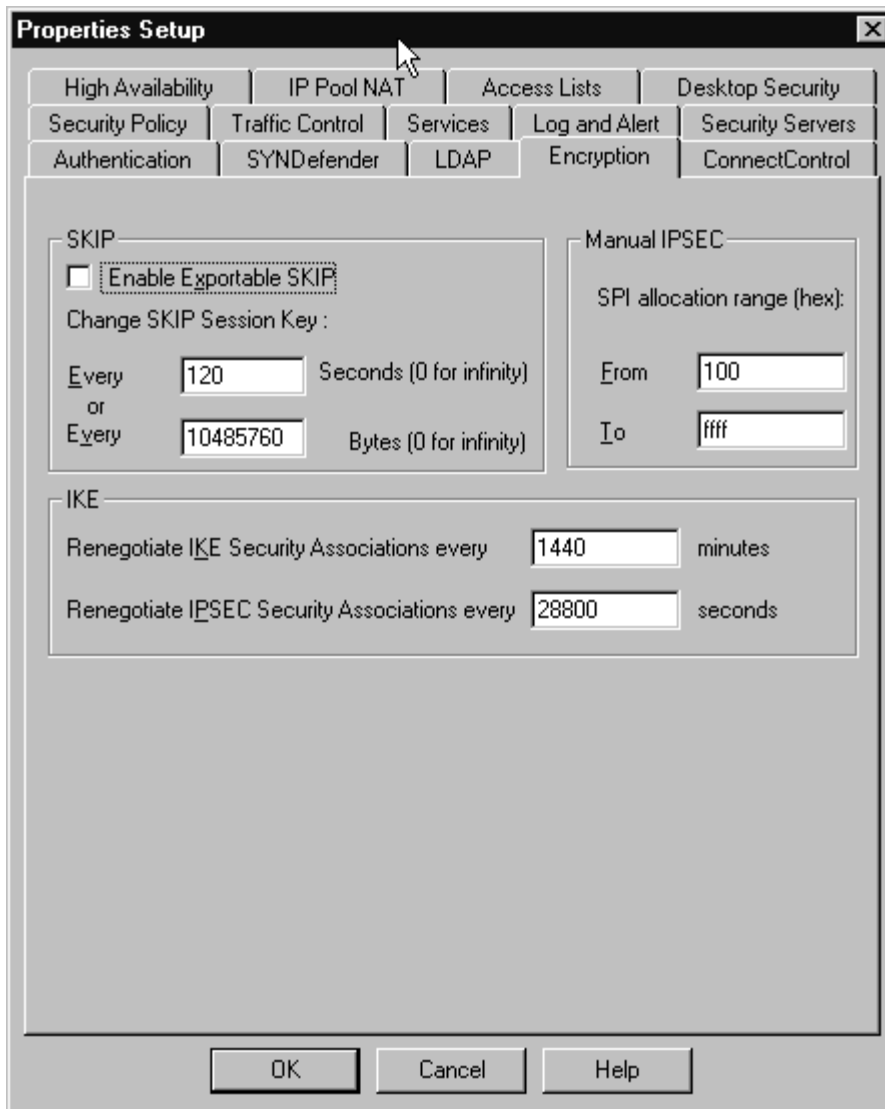 Properties Setup
High Availability IP Pool NAT Access Lists Desktop Security
Security Policy Traffic Control Services Log and Alert Security Servers
Authentication SYNDefender LDAP Encryption ConnectControl
SKIP
Enable Exportable SKIP
Change SKIP Session Key :
Every 120 Seconds (0 for infinity)
or
Every 10485760 Bytes (0 for infinity)
Manual IPSEC
SPI allocation range (hex):
From 100
To ffff
IKE
Renegotiate IKE Security Associations every 1440 minutes
Renegotiate IPSEC Security Associations every 28800 seconds
OK Cancel Help